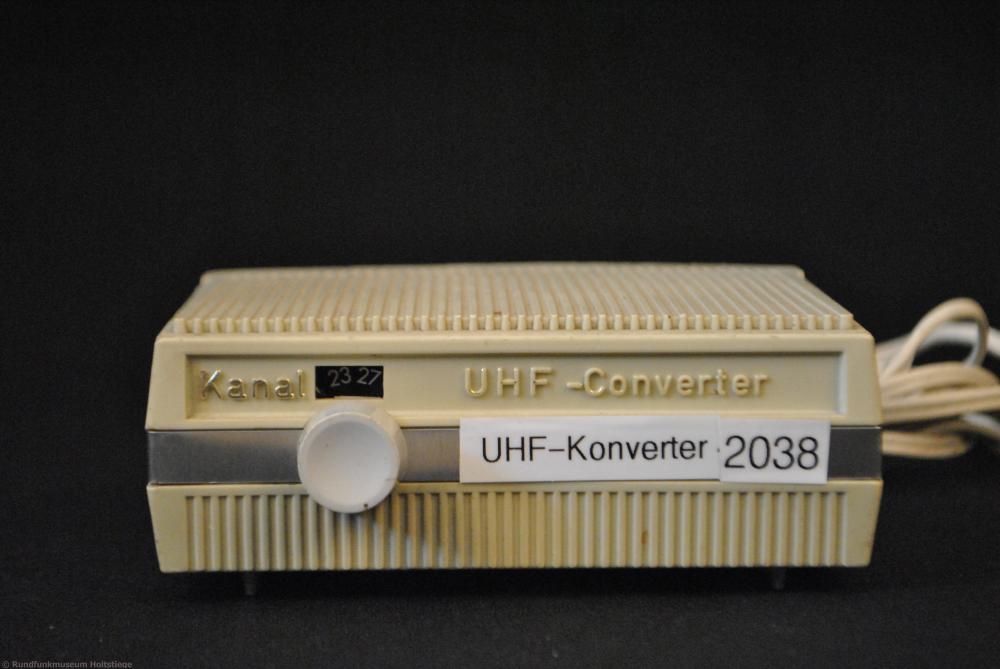 Kanal 23 27 UHF-Converter
UHF-Konverter 2038
© Rundfunkmuseum Holtstiege